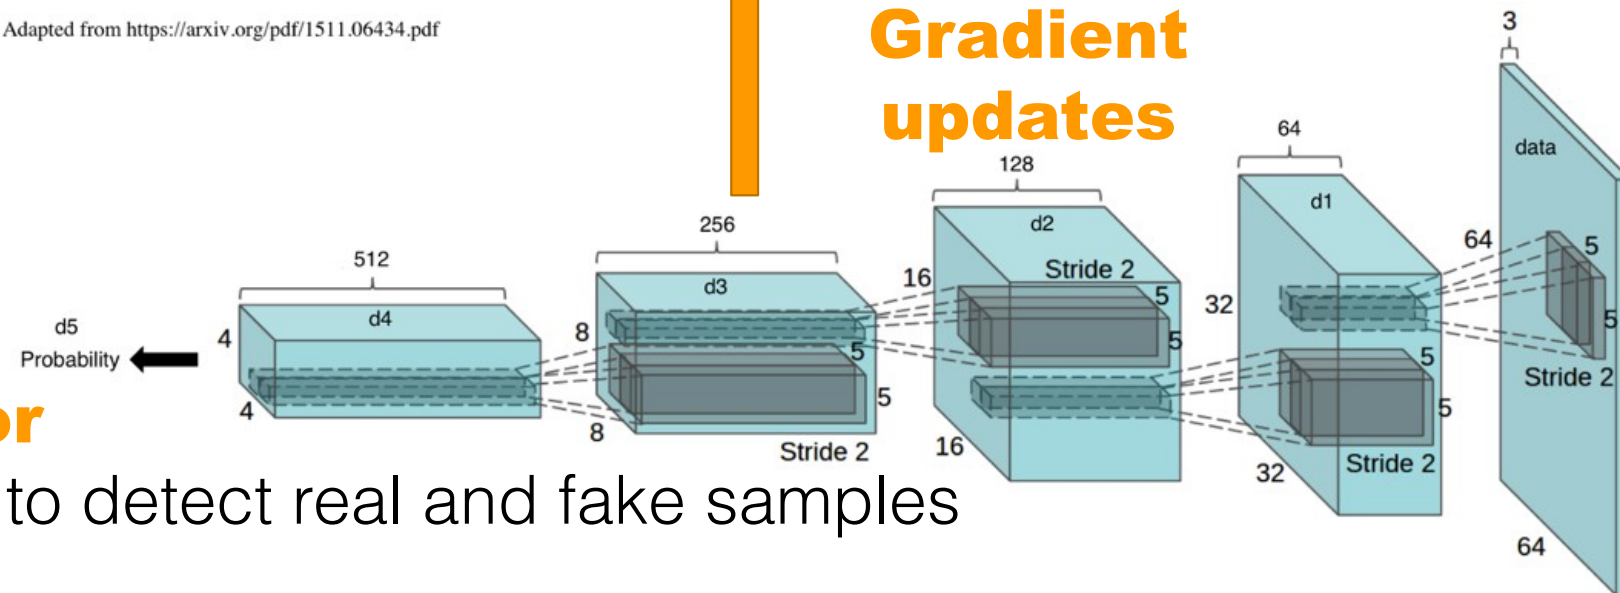 Adapted from https://arxiv.org/pdf/1511.06434.pdf
Gradient
updates
3
data
64
5
5
Stride 2
64
64
d1
32
32
5
5
Stride 2
128
d2
Stride 2
16
16
5
5
256
d3
8
8
5
5
Stride 2
512
d4
4
4
d5
Probability
or
to detect real and fake samples